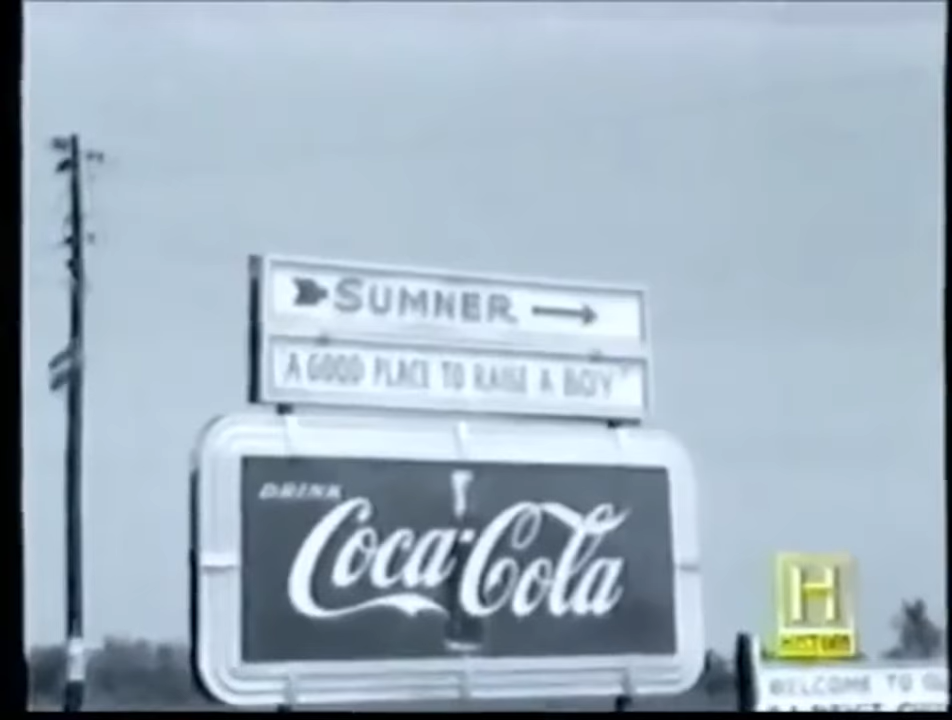 SUMNER
"A GOOD PLACE TO RAISE A BOY"
DRINK
Coca-Cola
H
HISTORY
WELCOME TO